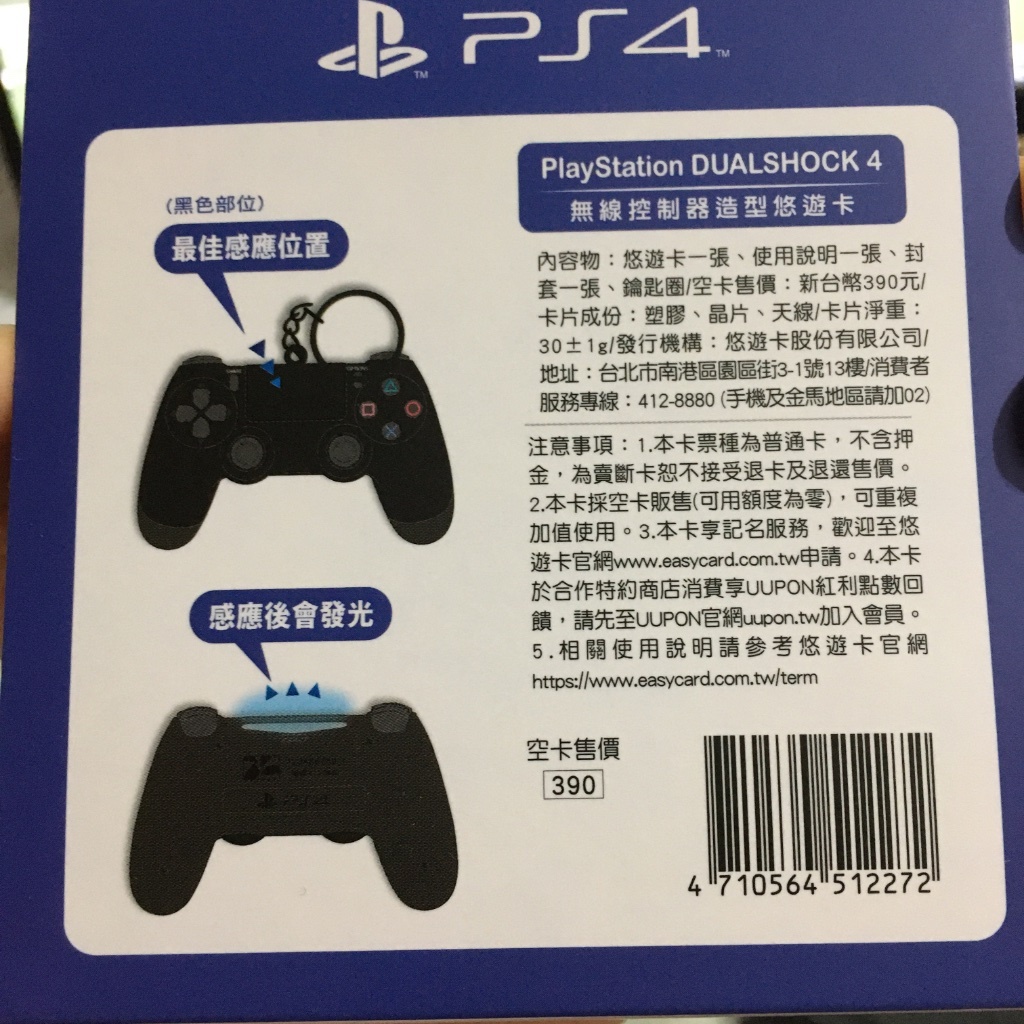 PS4 TM
TM
PlayStation DUALSHOCK 4
無線控制器造型悠遊卡
(黑色部位)
最佳感應位置
感應後會發光
內容物：悠遊卡一張、使用說明一張、封
套一張、鑰匙圈/空卡售價：新台幣390元/
卡片成份：塑膠、晶片、天線/卡片淨重：
30±1g/發行機構：悠遊卡股份有限公司/
地址：台北市南港區園區街3-1號13樓/消費者
服務專線：412-8880 (手機及金馬地區請加02)
注意事項：1.本卡票種為普通卡，不含押
金，為賣斷卡恕不接受退卡及退還售價。
2.本卡採空卡販售(可用額度為零)，可重複
加值使用。3.本卡享記名服務，歡迎至悠
遊卡官網www.easycard.com.tw申請。4.本卡
於合作特約商店消費享UUPON紅利點數回
饋，請先至UUPON官網uupon.tw加入會員。
5.相關使用說明請參考悠遊卡官網
https://www.easycard.com.tw/term
空卡售價
390
4 710564 512272